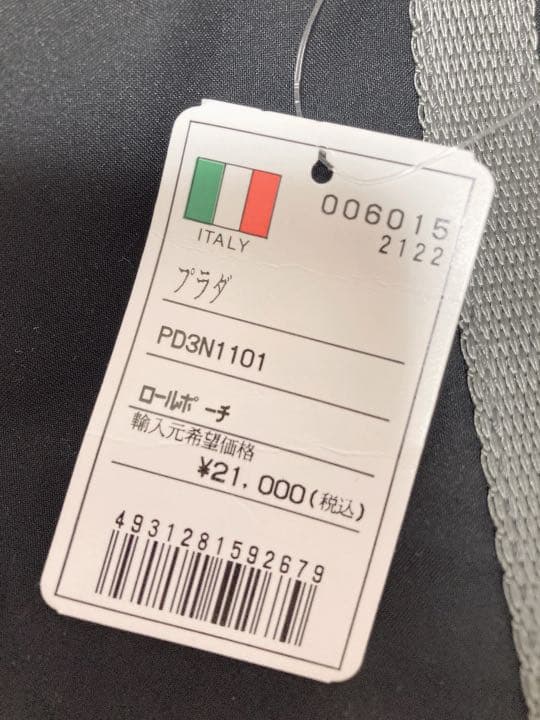 006015
2122
ITALY
プラダ
PD3N1101
ロールポーチ
輸入元希望価格
¥21,000(税込)
4931281592679